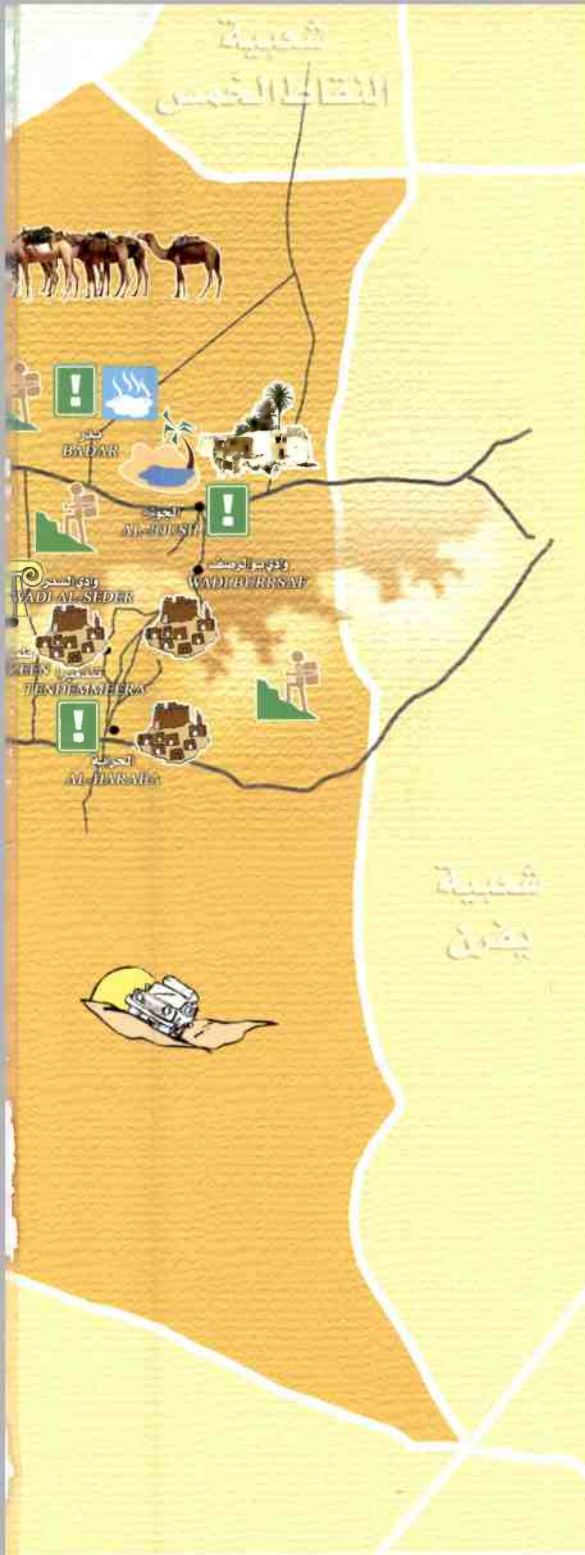 شعبية
النقاط الخمس
بدر
BADAR
الجوش
AL-JOUSH
وادي بو الرصف
WADI BURRSAF
وادي السدر
WADI AL-SEDER
ZEEN
TENDEMMEERA
الحرابة
AL-HARABA
شعبية
يفرن